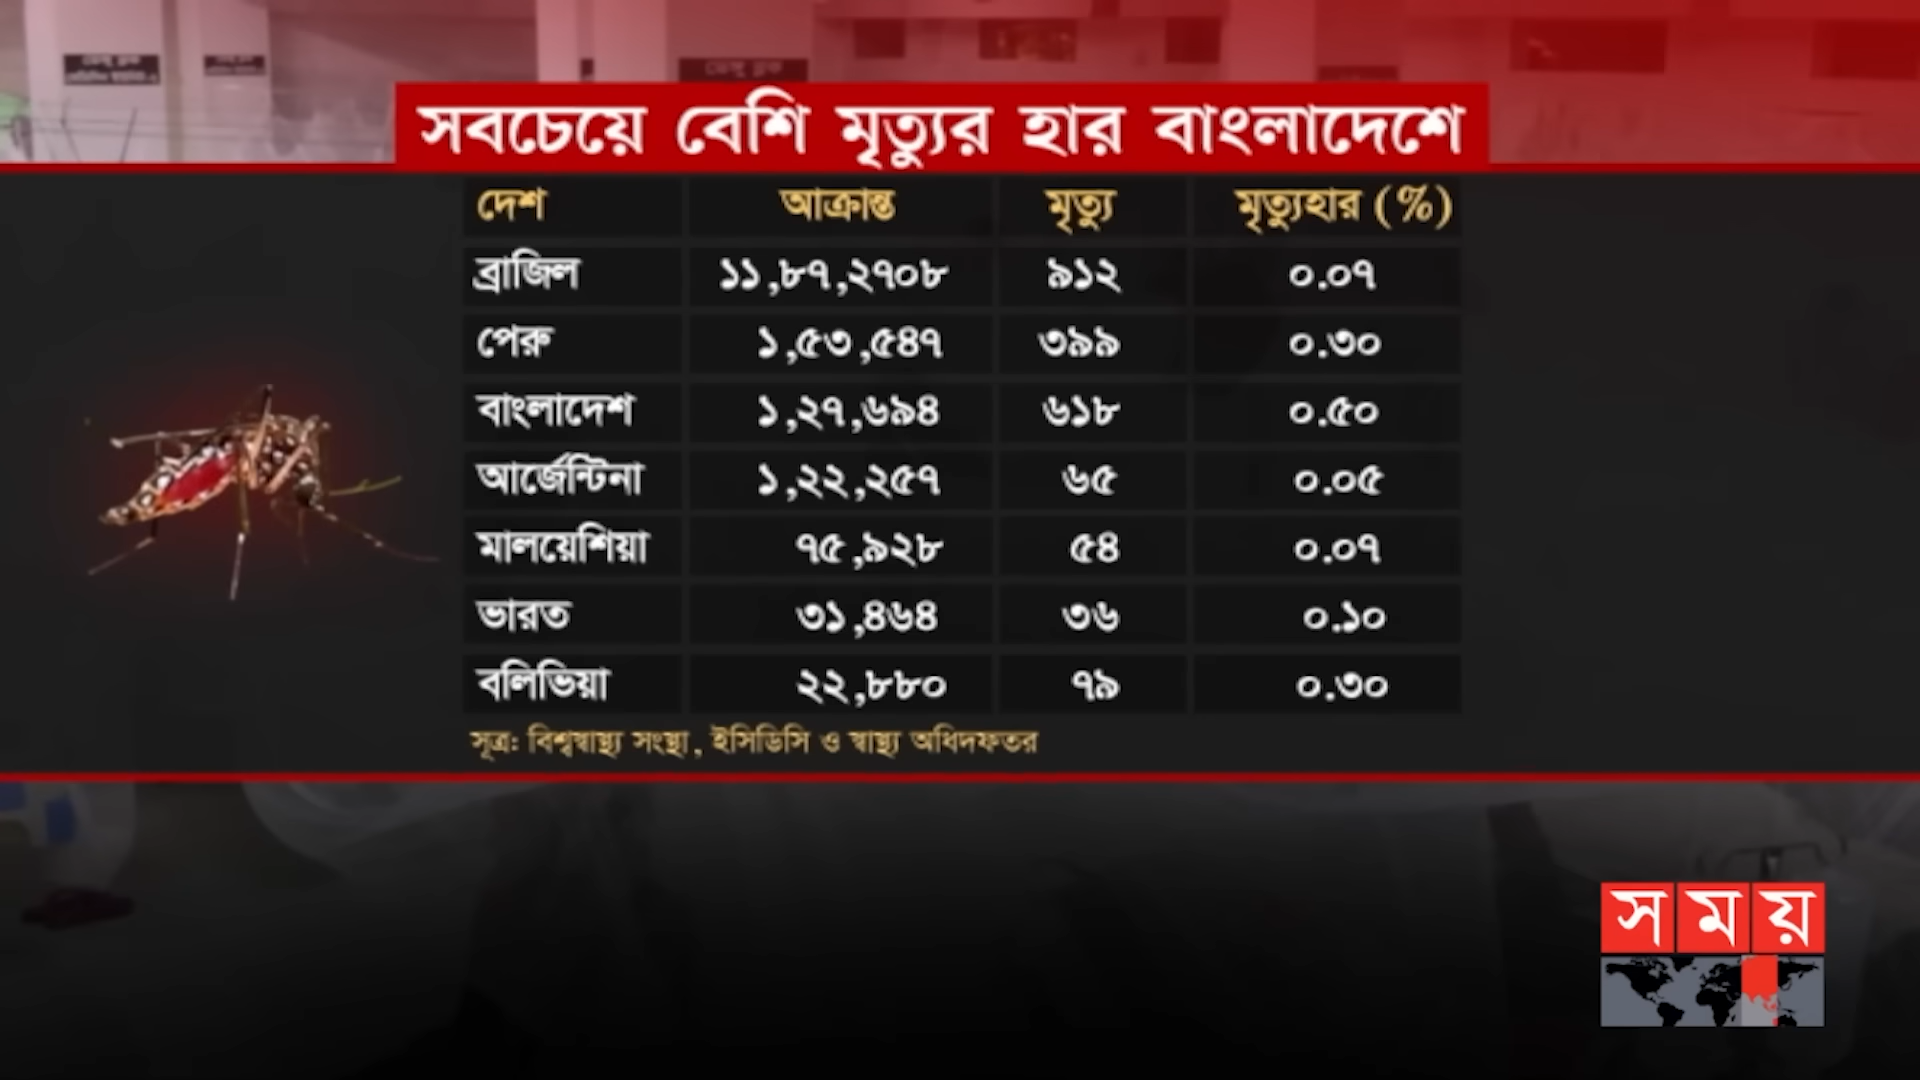 সবচেয়ে বেশি মৃত্যুর হার বাংলাদেশে
দেশ আক্রান্ত মৃত্যু মৃত্যুহার (%)
ব্রাজিল ১১,৮৭,২৭০৮ ৯১২ ০.০৭
পেরু ১,৫৩,৫৪৭ ৩৯৯ ০.৩০
বাংলাদেশ ১,২৭,৬৯৪ ৬১৮ ০.৫০
আর্জেন্টিনা ১,২২,২৫৭ ৬৫ ০.০৫
মালয়েশিয়া ৭৫,৯২৮ ৫৪ ০.০৭
ভারত ৩১,৪৬৪ ৩৬ ০.১০
বলিভিয়া ২২,৮৮০ ৭৯ ০.৩০
সূত্র: বিশ্বস্বাস্থ্য সংস্থা, ইসিডিসি ও স্বাস্থ্য অধিদফতর
সময়